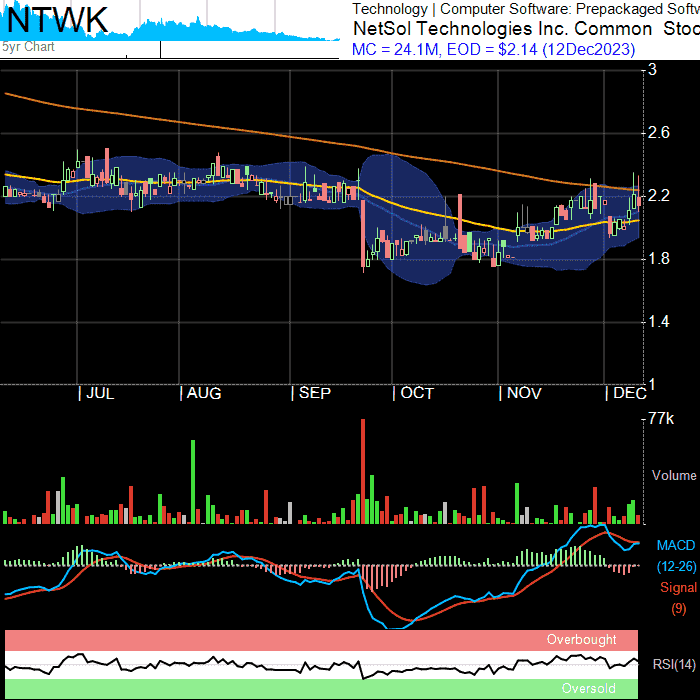 NTWK
5yr Chart
Technology | Computer Software: Prepackaged Softw
NetSol Technologies Inc. Common Stoc
MC = 24.1M, EOD = $2.14 (12Dec2023)
3
2.6
2.2
1.8
1.4
1
JUL AUG SEP OCT NOV DEC
77k
Volume
MACD
(12-26)
Signal
(9)
Overbought
RSI(14)
Oversold